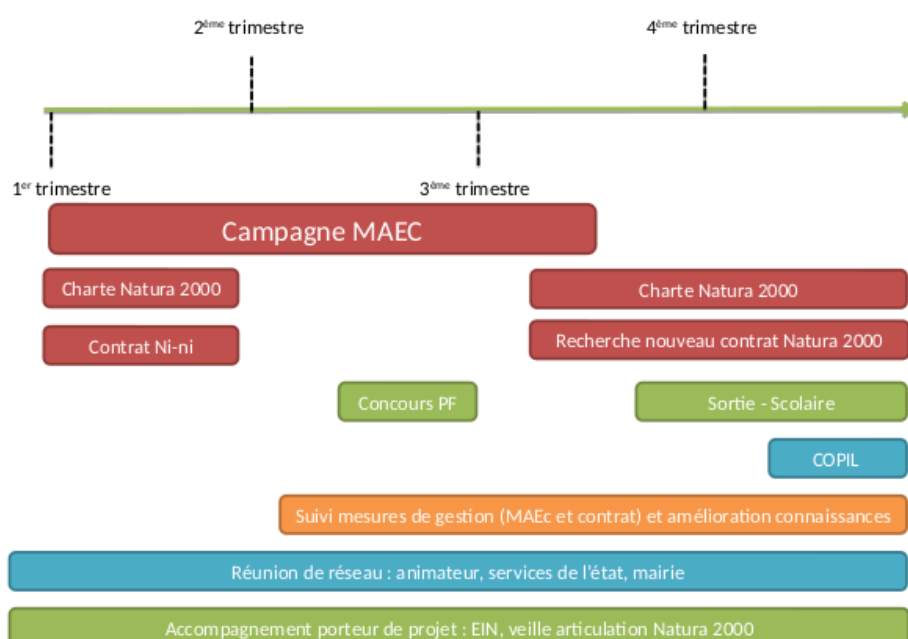 2ème trimestre
4ème trimestre
1er trimestre
3ème trimestre
Campagne MAEC
Charte Natura 2000
Charte Natura 2000
Contrat Ni-ni
Recherche nouveau contrat Natura 2000
Concours PF
Sortie - Scolaire
COPIL
Suivi mesures de gestion (MAEc et contrat) et amélioration connaissances
Réunion de réseau : animateur, services de l'état, mairie
Accompagnement porteur de projet : EIN, veille articulation Natura 2000